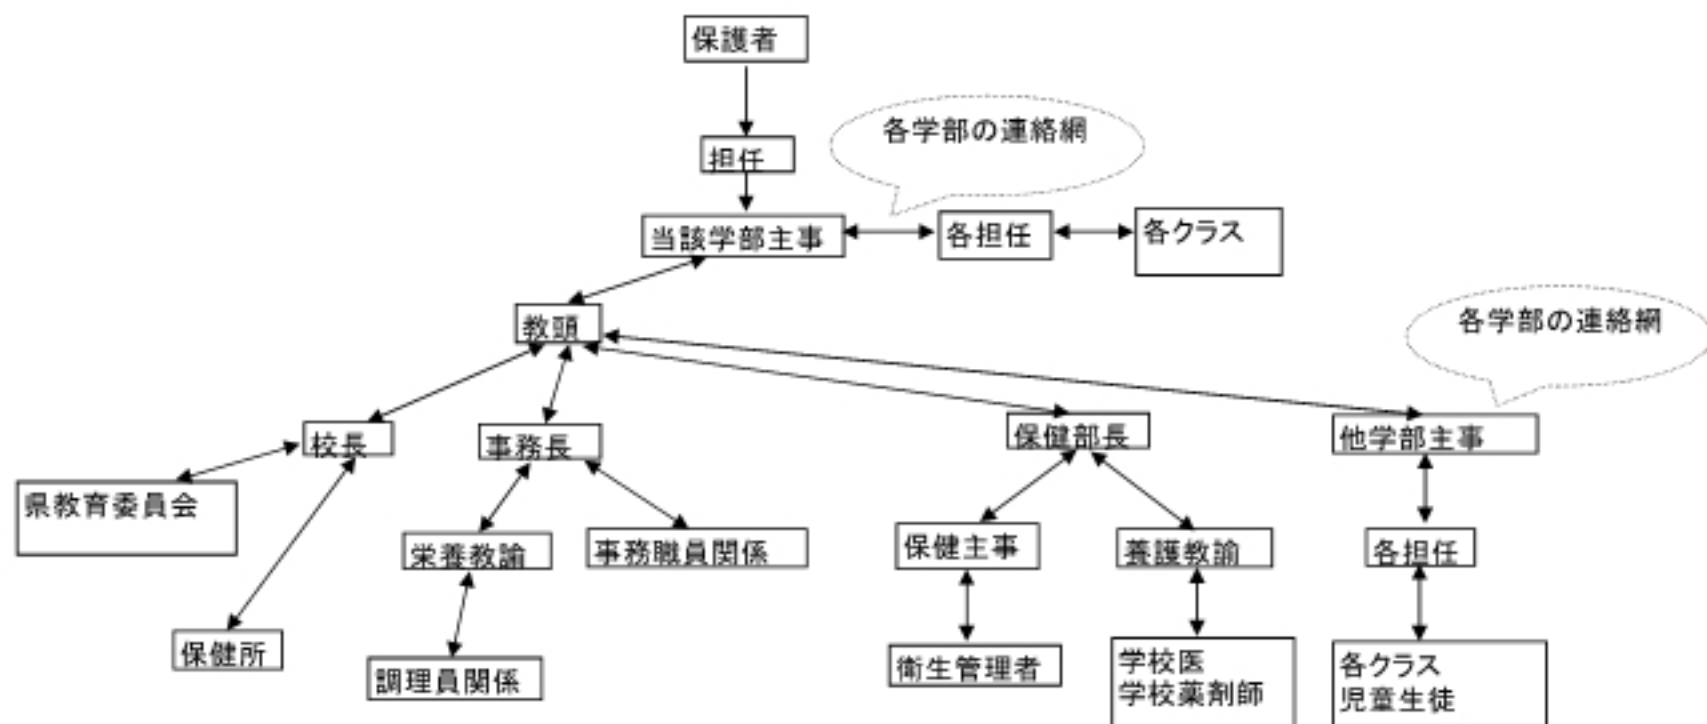 保護者
各学部の連絡網
担任
当該学部主事
各担任
各クラス
教頭
各学部の連絡網
校長
事務長
保健部長
他学部主事
県教育委員会
栄養教諭
事務職員関係
保健主事
養護教諭
各担任
保健所
調理員関係
衛生管理者
学校医
学校薬剤師
各クラス
児童生徒